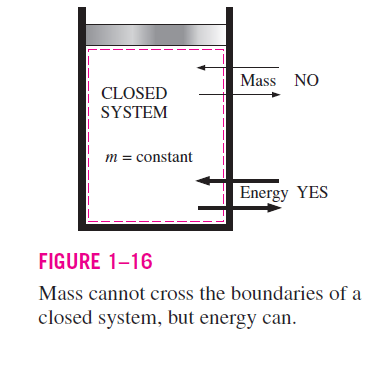 Mass NO
CLOSED
SYSTEM
m = constant
Energy YES
FIGURE 1–16
Mass cannot cross the boundaries of a
closed system, but energy can.